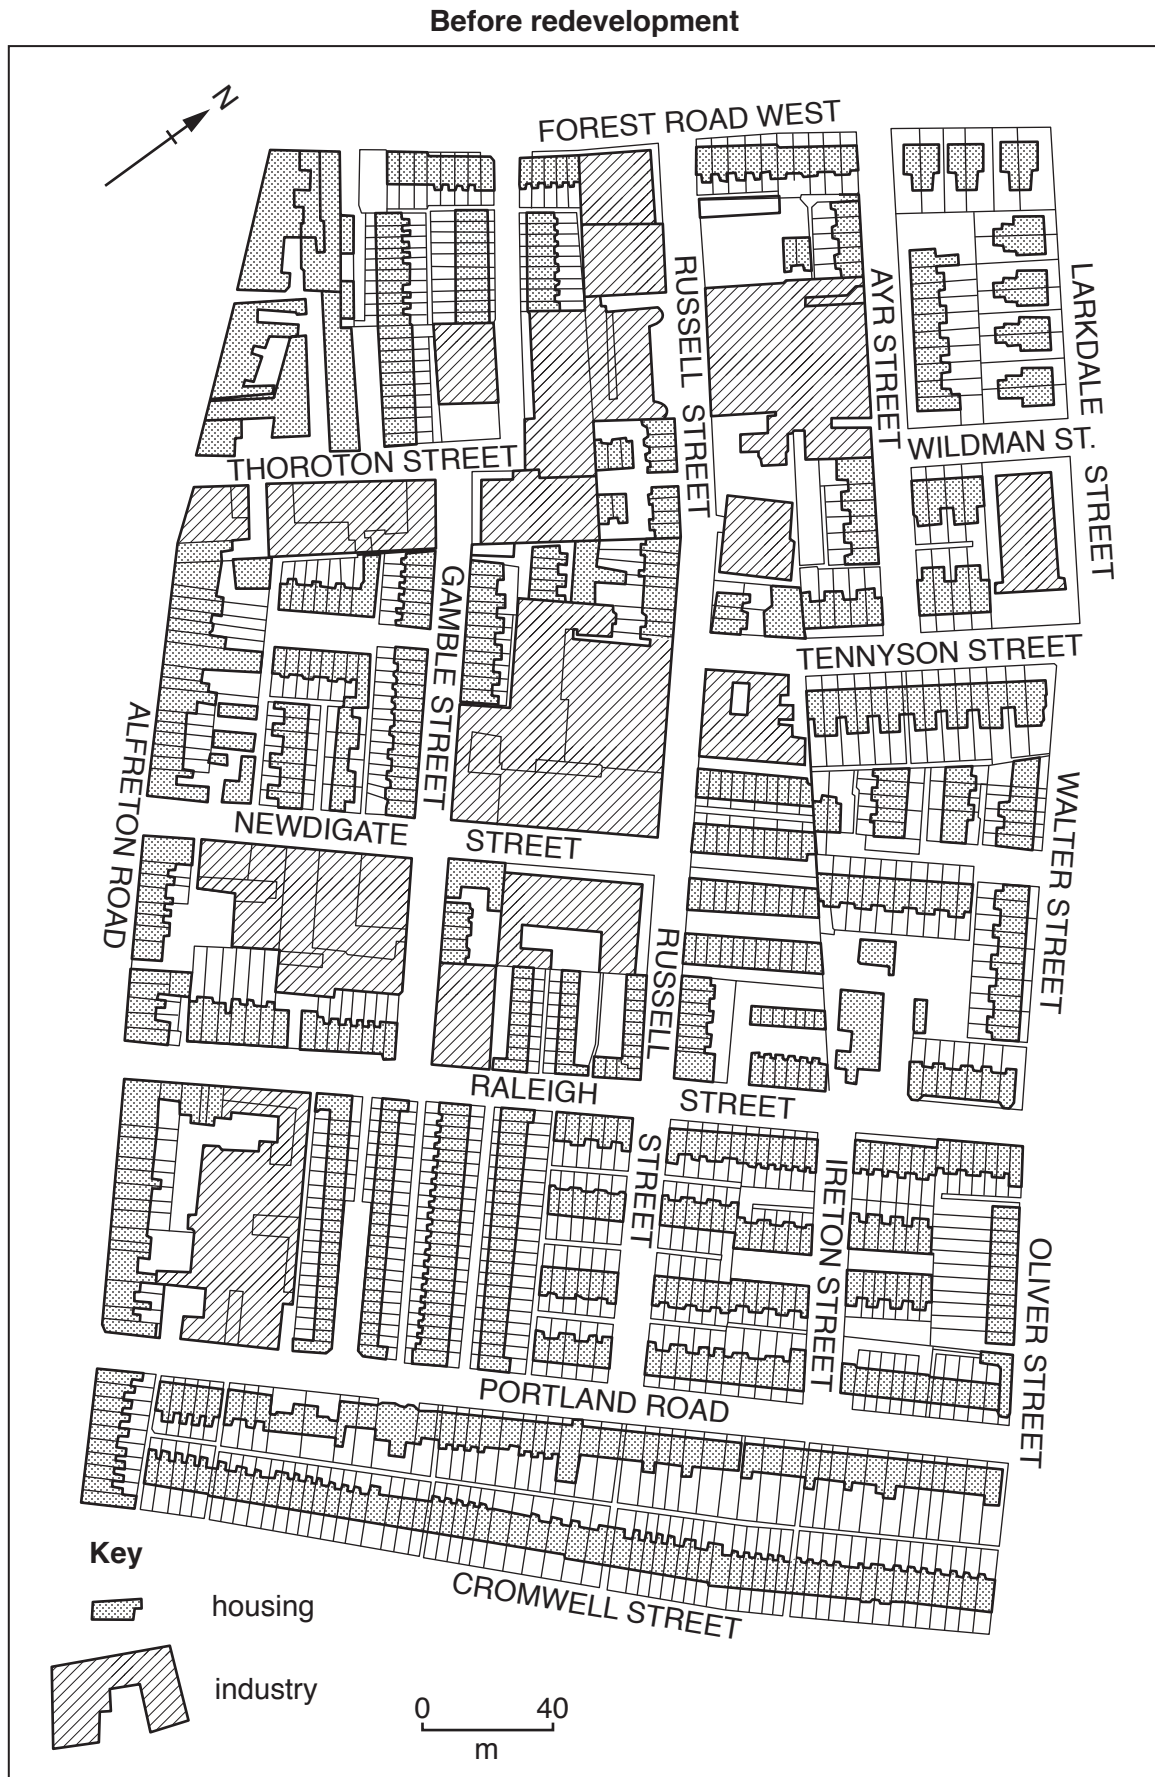 Before redevelopment
N
FOREST ROAD WEST
RUSSELL STREET
AYR STREET
LARKDALE STREET
WILDMAN ST.
THOROTON STREET
GAMBLE STREET
TENNYSON STREET
ALFRETON ROAD
NEWDIGATE STREET
WALTER STREET
RUSSELL STREET
RALEIGH STREET
IRETON STREET
OLIVER STREET
PORTLAND ROAD
CROMWELL STREET
Key
housing
industry
0 40
m